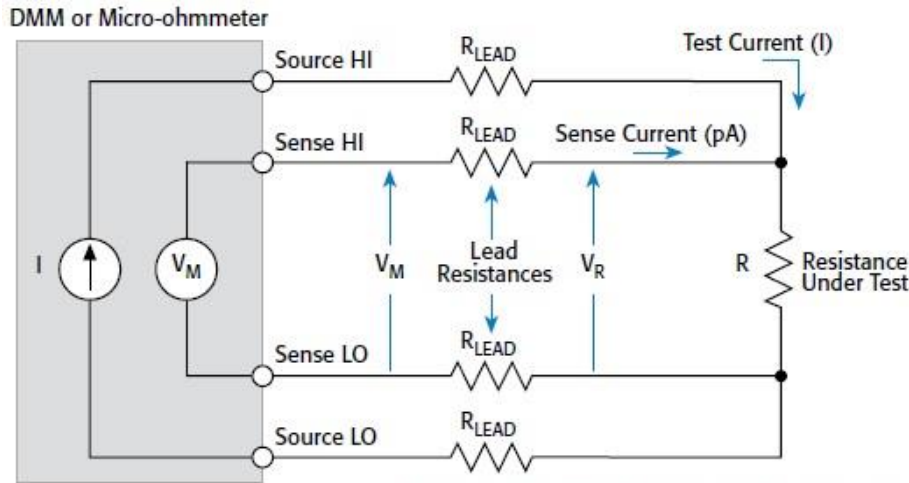 DMM or Micro-ohmmeter
Source HI
RLEAD
Test Current (I)
Sense HI
RLEAD
Sense Current (pA)
I
VM
VM
Lead
Resistances
VR
R
Resistance
Under Test
Sense LO
RLEAD
Source LO
RLEAD